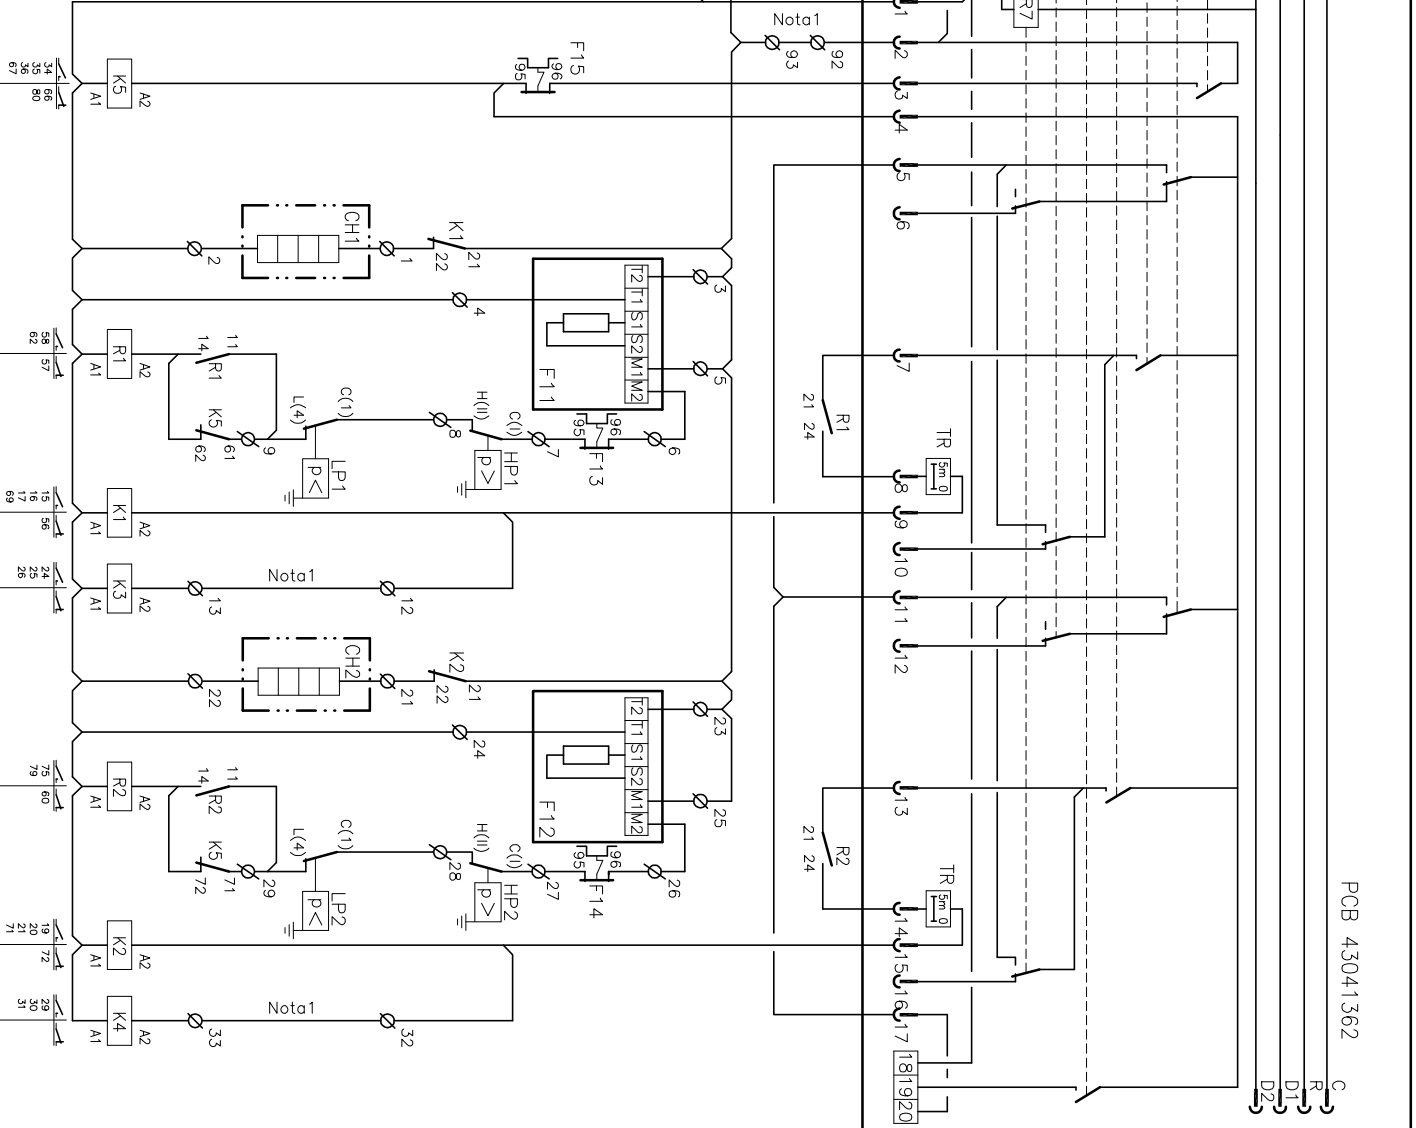 R7
1
Nota1
93
92
2
F15
96
95
34
35
36
67
66
80
K5
A1
A2
3
4
5
6
CH1
K1
2
1
22
21
T2
T1
S1
S2
M1
M2
F11
3
4
5
58
62
57
R1
A1
A2
14
11
R1
K5
62
61
9
L(4)
C(1)
LP1
p<
8
H(II)
C(I)
HP1
p>
7
96
95
F13
6
7
21 24
R1
TR
5m 0
8
9
10
15
16
17
69
56
K1
A1
A2
24
25
26
K3
A1
A2
13
Nota1
12
11
12
CH2
K2
22
21
22
21
T2
T1
S1
S2
M1
M2
F12
23
24
25
75
79
60
R2
A1
A2
14
11
R2
K5
72
71
29
L(4)
C(1)
LP2
p<
28
H(II)
C(I)
HP2
p>
27
96
95
F14
26
13
21 24
R2
TR
5m 0
14
15
16
17
18
19
20
19
20
21
71
72
K2
A1
A2
29
30
31
K4
A1
A2
33
Nota1
32
PCB 43041362
C
R
D1
D2